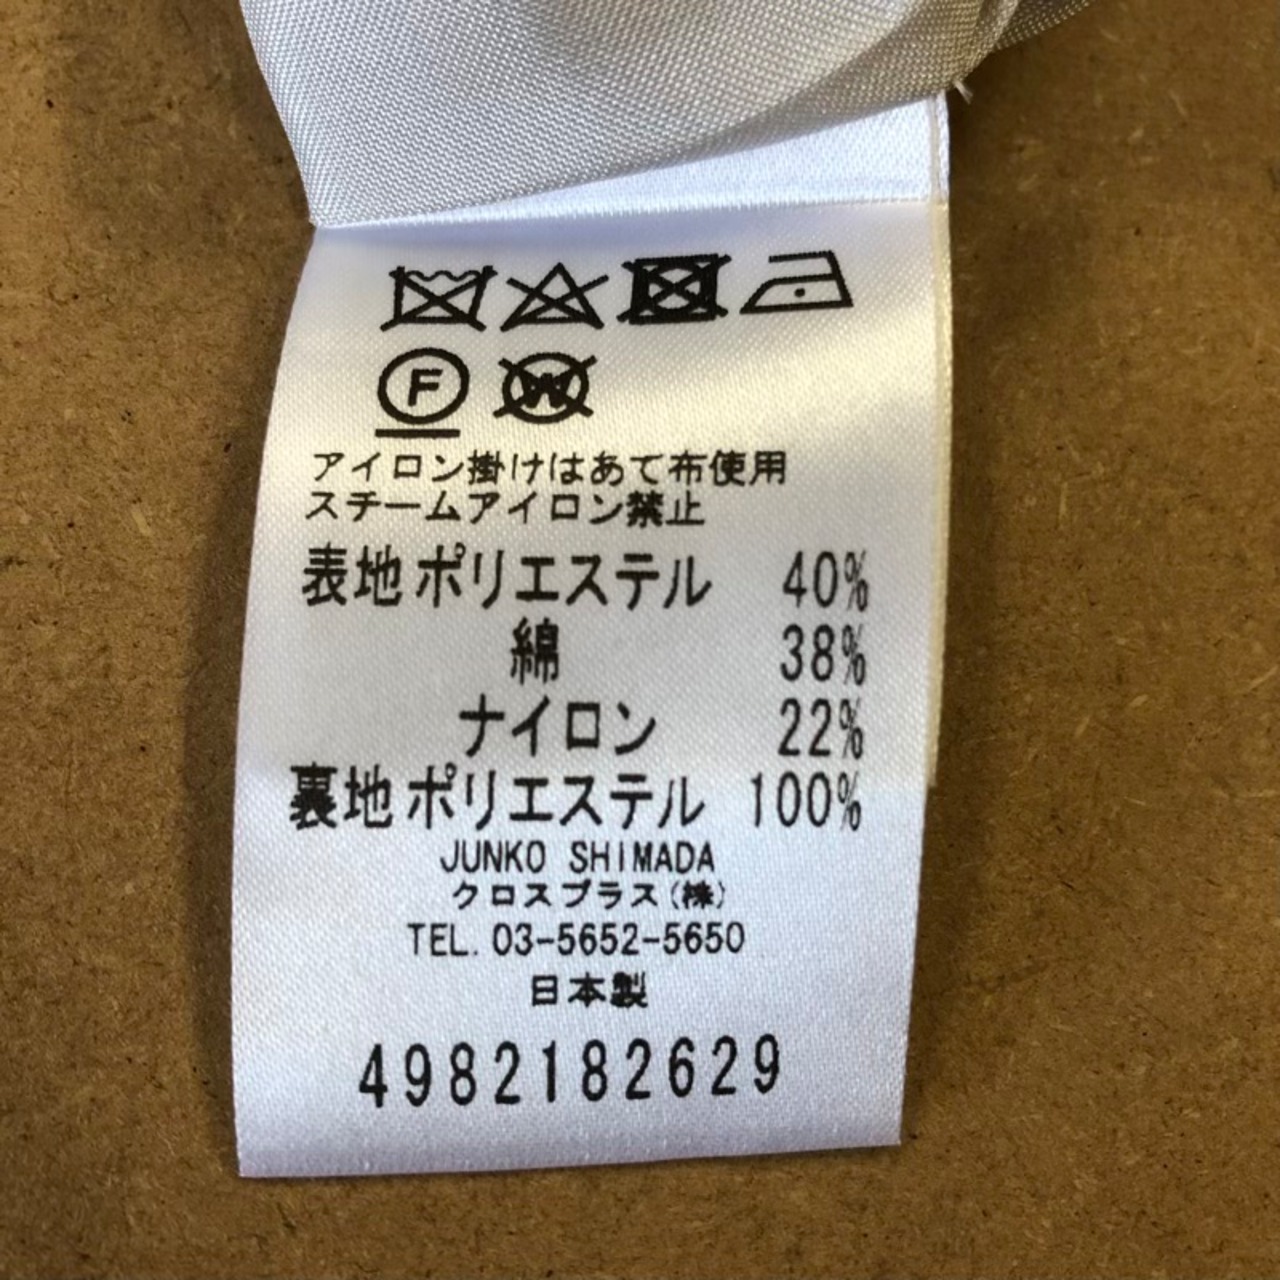 F W
アイロン掛けはあて布使用
スチームアイロン禁止
表地 ポリエステル 40%
綿 38%
ナイロン 22%
裏地 ポリエステル 100%
JUNKO SHIMADA
クロスプラス(株)
TEL. 03-5652-5650
日本製
4982182629